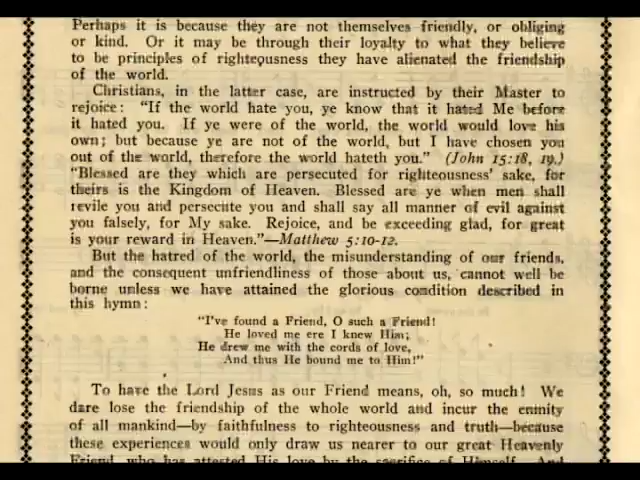 Perhaps it is because they are not themselves friendly, or obliging
or kind. Or it may be through their loyalty to what they believe
to be principles of righteousness they have alienated the friendship
of the world.
Christians, in the latter case, are instructed by their Master to
rejoice: "If the world hate you, ye know that it hated Me before
it hated you. If ye were of the world, the world would love his
own; but because ye are not of the world, but I have chosen you
out of the world, therefore the world hateth you." (John 15:18, 19.)
"Blessed are they which are persecuted for righteousness' sake, for
theirs is the Kingdom of Heaven. Blessed are ye when men shall
revile you and persecute you and shall say all manner of evil against
you falsely, for My sake. Rejoice, and be exceeding glad, for great
is your reward in Heaven."—Matthew 5:10-12.
But the hatred of the world, the misunderstanding of our friends,
and the consequent unfriendliness of those about us, cannot well be
borne unless we have attained the glorious condition described in
this hymn:
"I've found a Friend, O such a Friend!
He loved me ere I knew Him;
He drew me with the cords of love,
And thus He bound me to Him!"
To have the Lord Jesus as our Friend means, oh, so much! We
dare lose the friendship of the whole world and incur the enmity
of all mankind—by faithfulness to righteousness and truth—because
these experiences would only draw us nearer to our great Heavenly
Friend, who has attested His love by the sacrifice of Himself. And